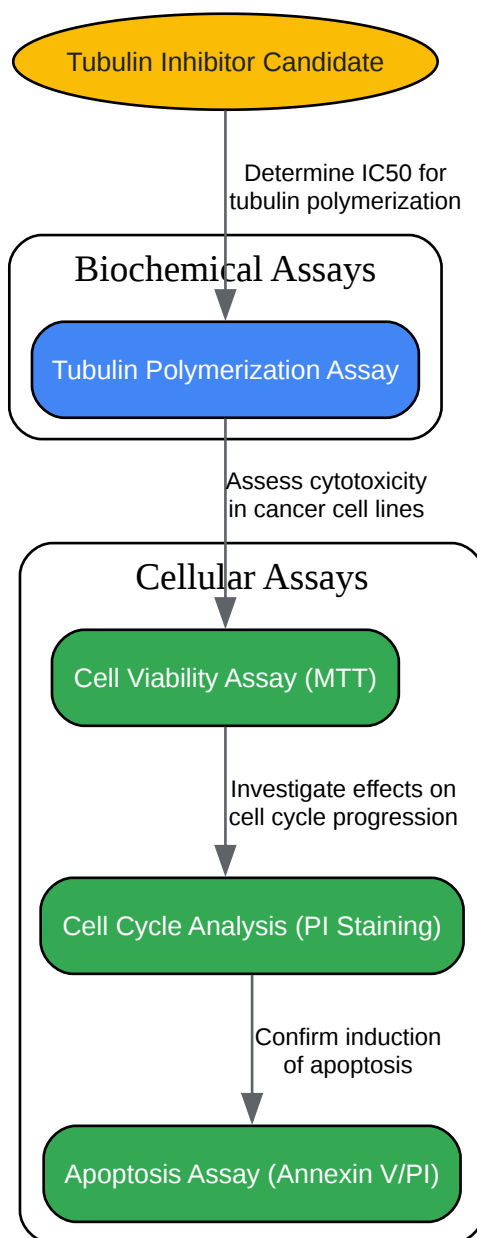 Tubulin Inhibitor Candidate
Determine IC50 for
tubulin polymerization
Biochemical Assays
Tubulin Polymerization Assay
Assess cytotoxicity
in cancer cell lines
Cellular Assays
Cell Viability Assay (MTT)
Investigate effects on
cell cycle progression
Cell Cycle Analysis (PI Staining)
Confirm induction
of apoptosis
Apoptosis Assay (Annexin V/PI)